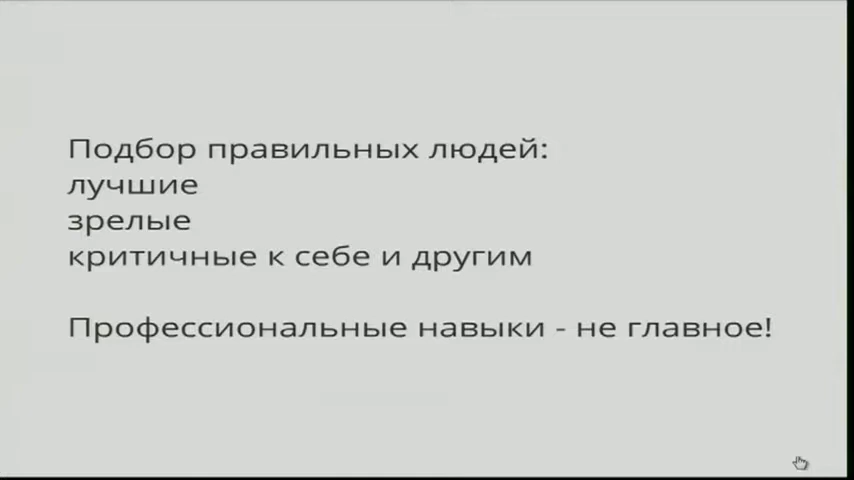 Подбор правильных людей:
лучшие
зрелые
критичные к себе и другим
Профессиональные навыки - не главное!